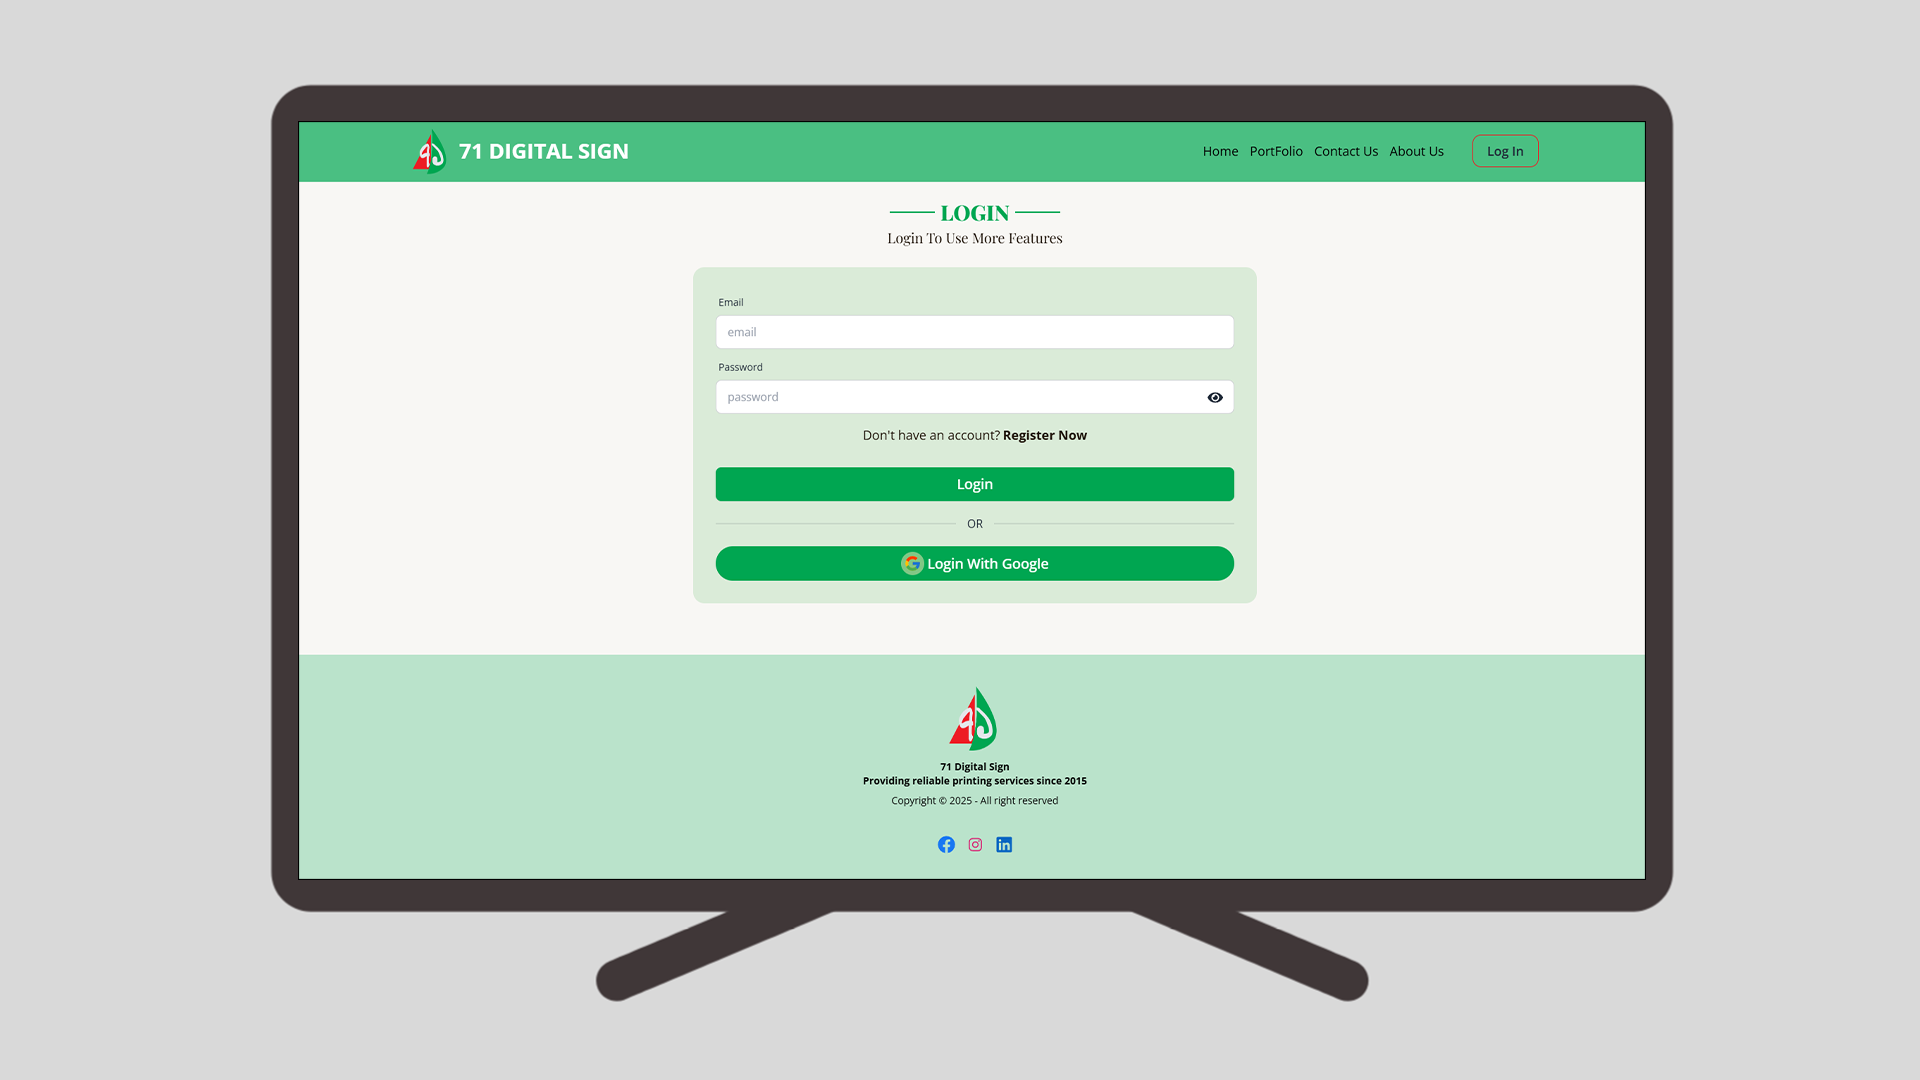 71 DIGITAL SIGN
Home PortFolio Contact Us About Us Log In
LOGIN
Login To Use More Features
Email
email
Password
password
Don't have an account? Register Now
Login
OR
Login With Google
71 Digital Sign
Providing reliable printing services since 2015
Copyright © 2025 - All right reserved